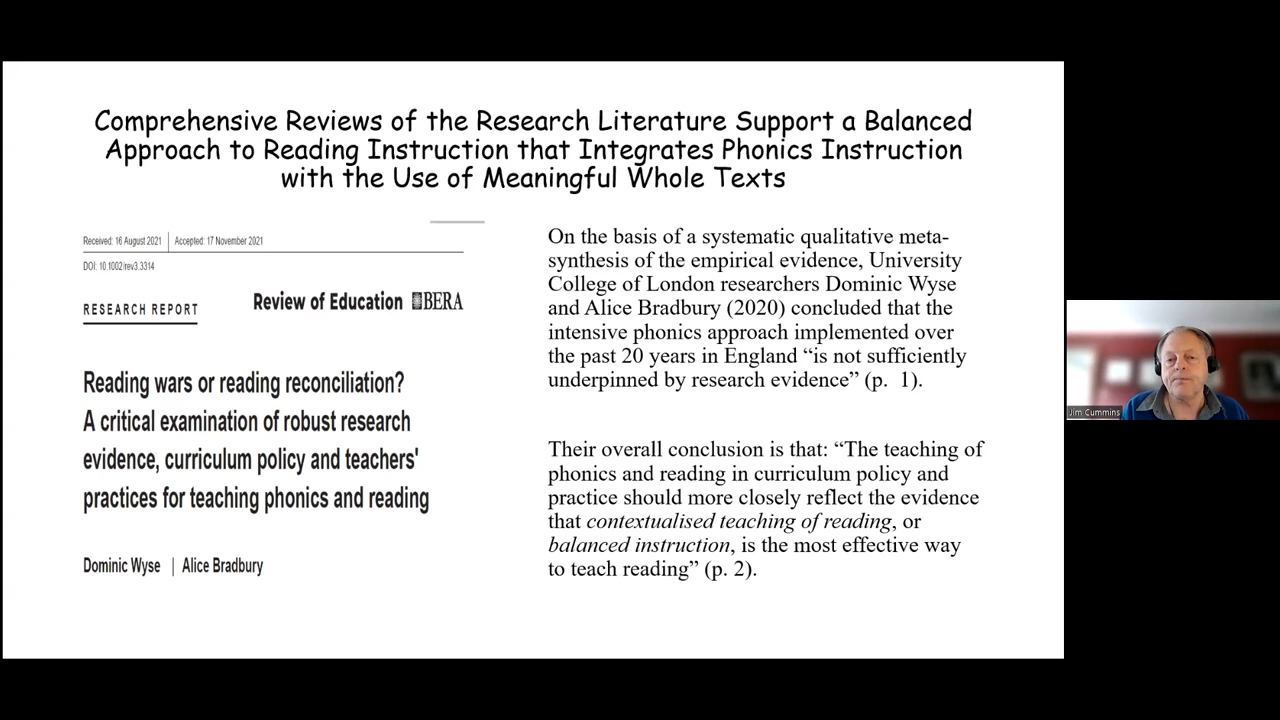 Comprehensive Reviews of the Research Literature Support a Balanced
Approach to Reading Instruction that Integrates Phonics Instruction
with the Use of Meaningful Whole Texts
Received: 16 August 2021 | Accepted: 17 November 2021
DOI: 10.1002/rev3.3314
RESEARCH REPORT
Review of Education BERA
Reading wars or reading reconciliation?
A critical examination of robust research
evidence, curriculum policy and teachers'
practices for teaching phonics and reading
Dominic Wyse | Alice Bradbury
On the basis of a systematic qualitative meta-
synthesis of the empirical evidence, University
College of London researchers Dominic Wyse
and Alice Bradbury (2020) concluded that the
intensive phonics approach implemented over
the past 20 years in England “is not sufficiently
underpinned by research evidence” (p. 1).
Their overall conclusion is that: “The teaching of
phonics and reading in curriculum policy and
practice should more closely reflect the evidence
that contextualised teaching of reading, or
balanced instruction, is the most effective way
to teach reading” (p. 2).
Jim Cummins